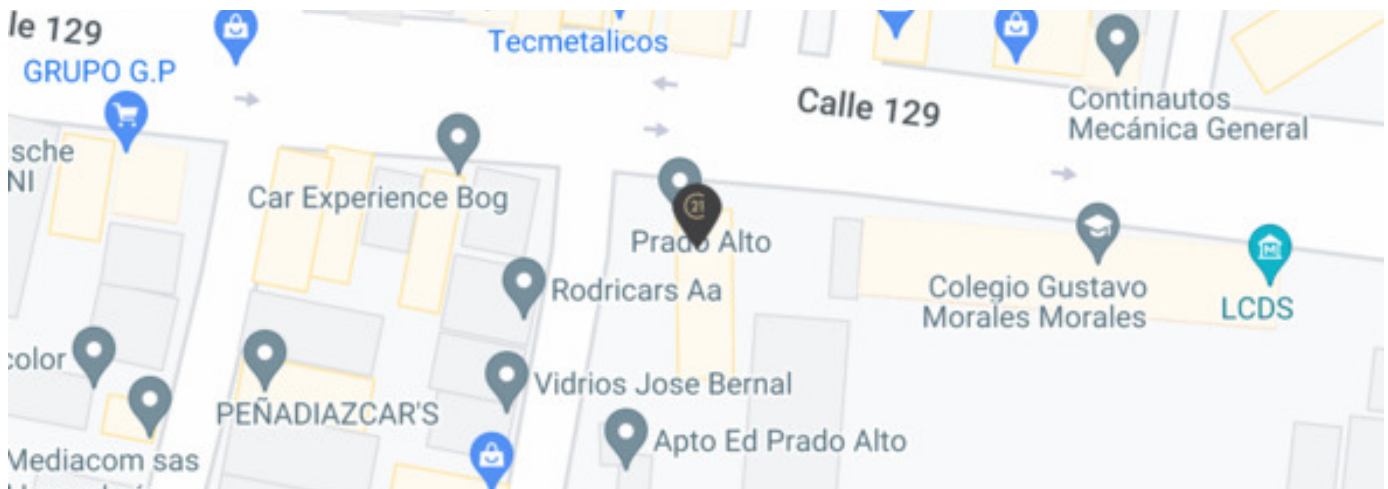 le 129
GRUPO G.P
Tecmetalicos
Calle 129
Continautos
Mecánica General
sche
NI
Car Experience Bog
21
Prado Alto
Rodricars Aa
Colegio Gustavo
Morales Morales
LCDS
color
Vidrios Jose Bernal
PEÑADIAZCAR'S
Apto Ed Prado Alto
Mediacom sas